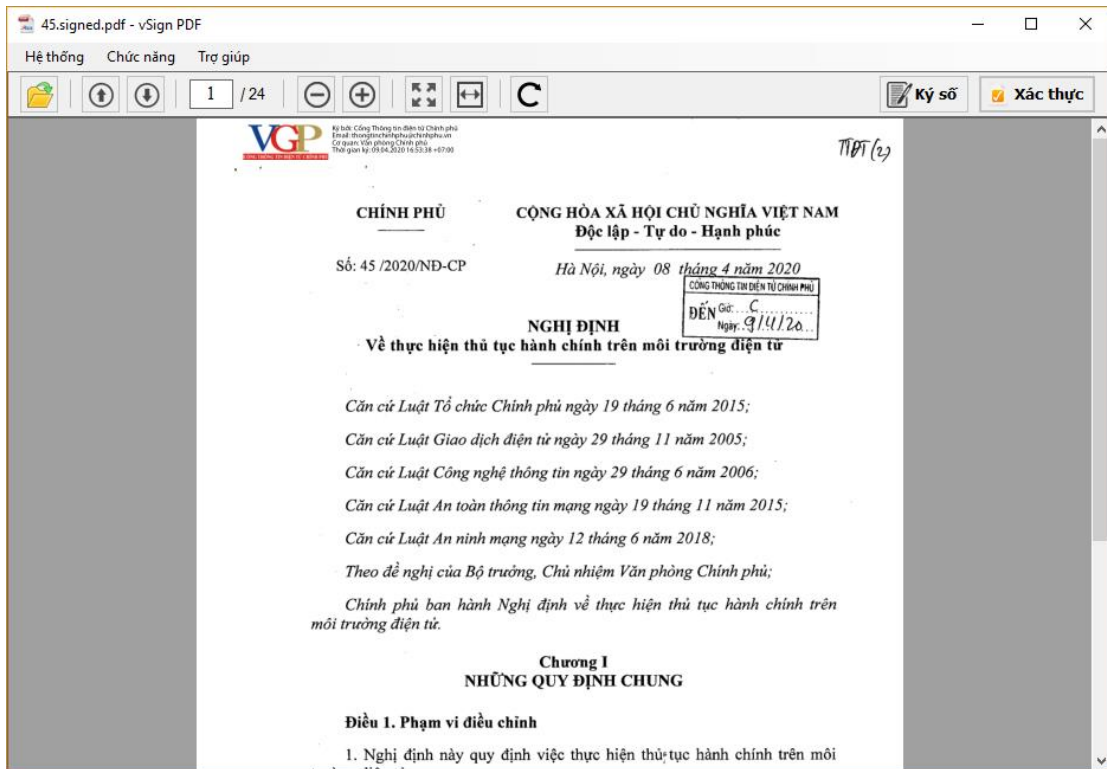 45.signed.pdf - vSign PDF
Hệ thống Chức năng Trợ giúp
1 / 24 Ký số Xác thực
VGP
CỔNG THÔNG TIN ĐIỆN TỬ CHÍNH PHỦ
Ký bởi: Cổng Thông tin điện tử Chính phủ
Email: thongtinchinhphu@chinhphu.vn
Cơ quan: Văn phòng Chính phủ
Thời gian ký: 09.04.2020 16:53:38 +07:00
TTĐT (2)
CHÍNH PHỦ
CỘNG HÒA XÃ HỘI CHỦ NGHĨA VIỆT NAM
Độc lập - Tự do - Hạnh phúc
Số: 45 /2020/NĐ-CP
Hà Nội, ngày 08 tháng 4 năm 2020
CỔNG THÔNG TIN ĐIỆN TỬ CHÍNH PHỦ
ĐẾN Giờ: ...C...
Ngày: 9/4/20
NGHỊ ĐỊNH
Về thực hiện thủ tục hành chính trên môi trường điện tử
Căn cứ Luật Tổ chức Chính phủ ngày 19 tháng 6 năm 2015;
Căn cứ Luật Giao dịch điện tử ngày 29 tháng 11 năm 2005;
Căn cứ Luật Công nghệ thông tin ngày 29 tháng 6 năm 2006;
Căn cứ Luật An toàn thông tin mạng ngày 19 tháng 11 năm 2015;
Căn cứ Luật An ninh mạng ngày 12 tháng 6 năm 2018;
Theo đề nghị của Bộ trưởng, Chủ nhiệm Văn phòng Chính phủ;
Chính phủ ban hành Nghị định về thực hiện thủ tục hành chính trên
môi trường điện tử.
Chương I
NHỮNG QUY ĐỊNH CHUNG
Điều 1. Phạm vi điều chỉnh
1. Nghị định này quy định việc thực hiện thủ tục hành chính trên môi